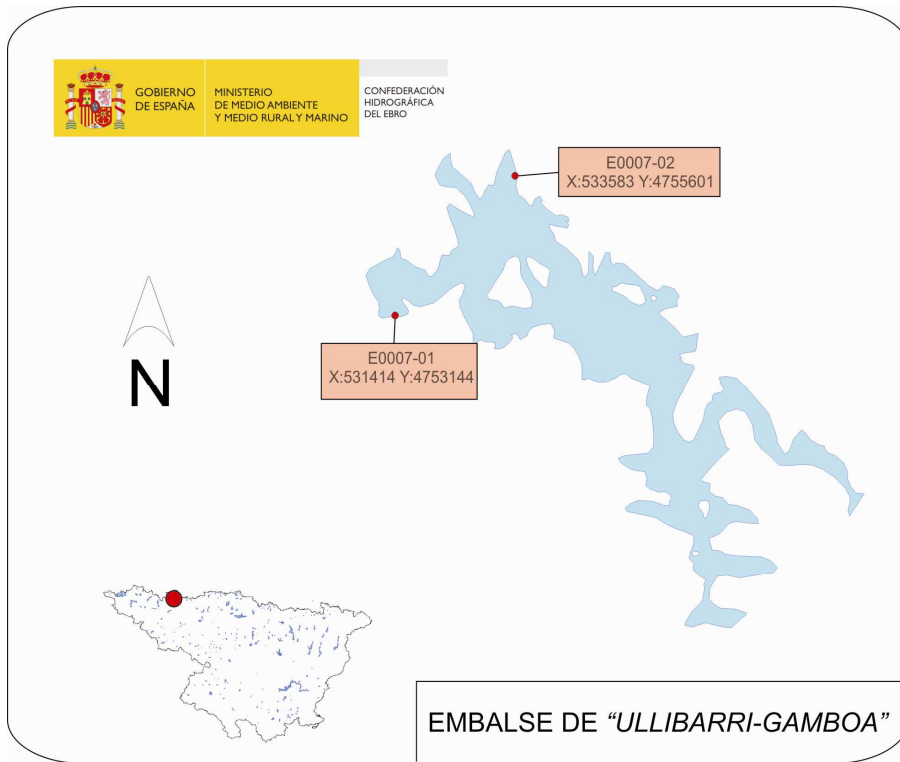 GOBIERNO
DE ESPAÑA
MINISTERIO
DE MEDIO AMBIENTE
Y MEDIO RURAL Y MARINO
CONFEDERACIÓN
HIDROGRÁFICA
DEL EBRO
E0007-02
X:533583 Y:4755601
E0007-01
X:531414 Y:4753144
N
EMBALSE DE "ULLIBARRI-GAMBOA"